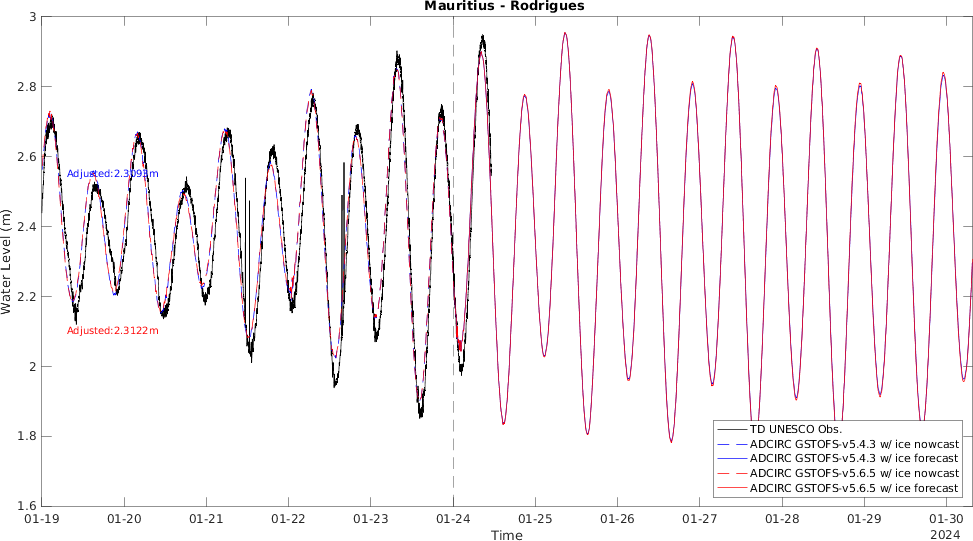 Mauritius - Rodrigues
3
2.8
2.6
2.4
2.2
2
1.8
1.6
Water Level (m)
Adjusted:2.3093m
Adjusted:2.3122m
TD UNESCO Obs.
ADCIRC GSTOFS-v5.4.3 w/ ice nowcast
ADCIRC GSTOFS-v5.4.3 w/ ice forecast
ADCIRC GSTOFS-v5.6.5 w/ ice nowcast
ADCIRC GSTOFS-v5.6.5 w/ ice forecast
01-19 01-20 01-21 01-22 01-23 01-24 01-25 01-26 01-27 01-28 01-29 01-30
2024
Time